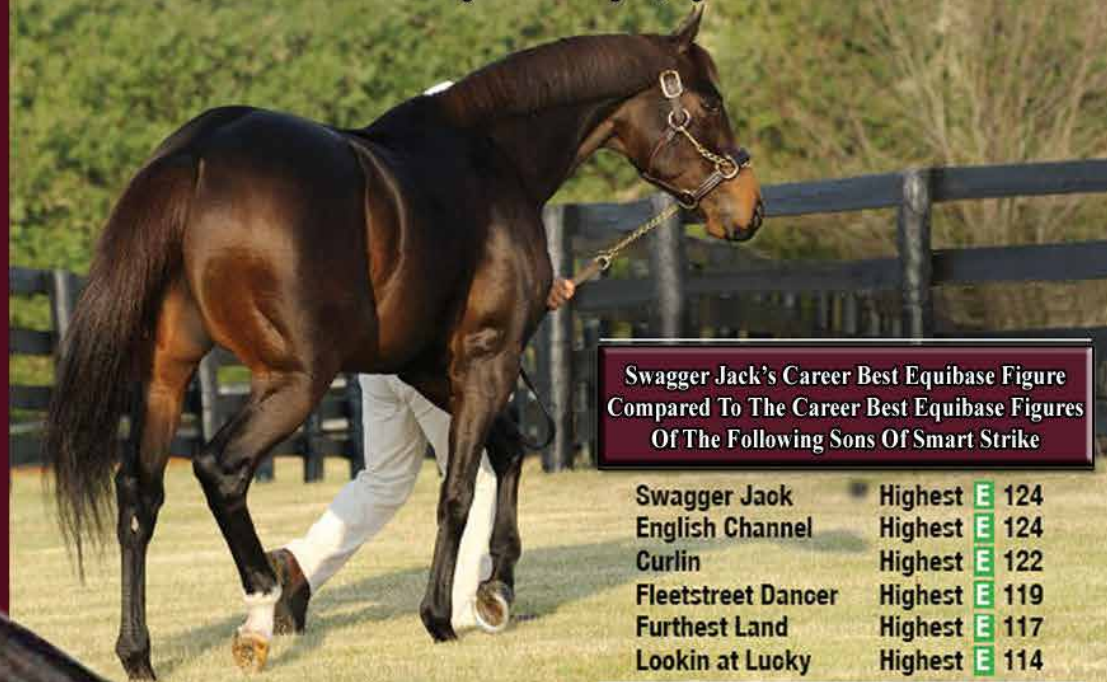 Swagger Jack's Career Best Equibase Figure
Compared To The Career Best Equibase Figures
Of The Following Sons Of Smart Strike
Swagger Jack Highest E 124
English Channel Highest E 124
Curlin Highest E 122
Fleetstreet Dancer Highest E 119
Furthest Land Highest E 117
Lookin at Lucky Highest E 114